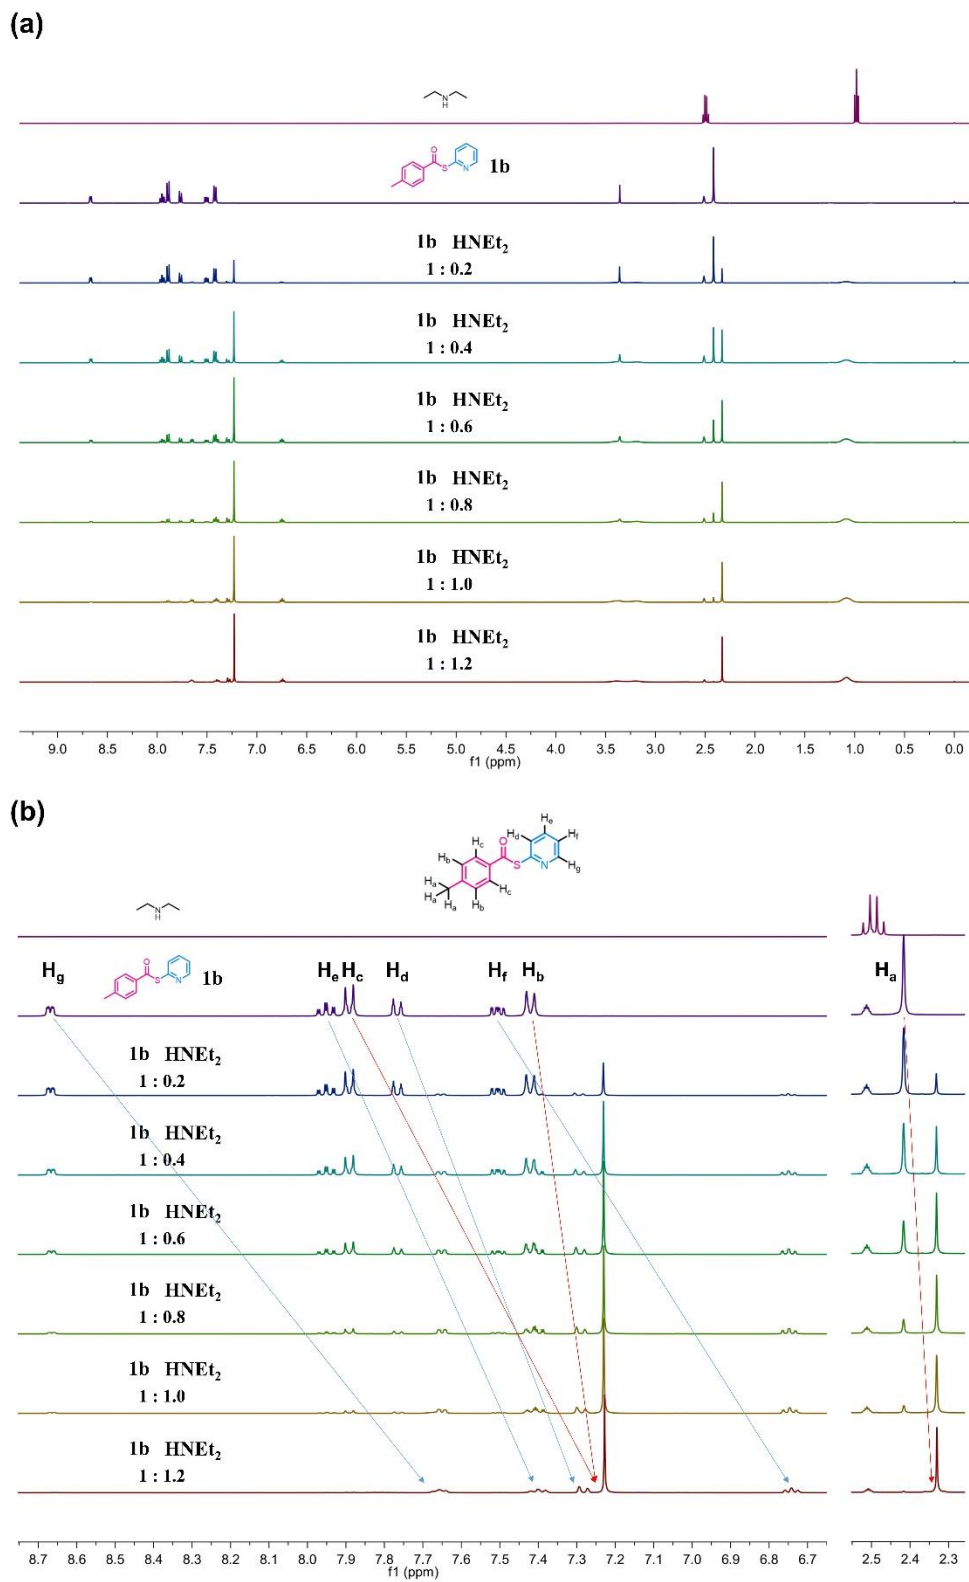 (a)
N
H
O
S
N
1b
1b HNEt2
1 : 0.2
1b HNEt2
1 : 0.4
1b HNEt2
1 : 0.6
1b HNEt2
1 : 0.8
1b HNEt2
1 : 1.0
1b HNEt2
1 : 1.2
9.0 8.5 8.0 7.5 7.0 6.5 6.0 5.5 5.0 4.5 4.0 3.5 3.0 2.5 2.0 1.5 1.0 0.5 0.0
f1 (ppm)
(b)
He
Hd
Hf
Hc
O
Hb
S
N
Hg
Ha
Hc
Ha
Ha
Hb
N
H
Hg
O
S
N
1b
He Hc Hd Hf Hb Ha
1b HNEt2
1 : 0.2
1b HNEt2
1 : 0.4
1b HNEt2
1 : 0.6
1b HNEt2
1 : 0.8
1b HNEt2
1 : 1.0
1b HNEt2
1 : 1.2
8.7 8.6 8.5 8.4 8.3 8.2 8.1 8.0 7.9 7.8 7.7 7.6 7.5 7.4 7.3 7.2 7.1 7.0 6.9 6.8 6.7 2.5 2.4 2.3
f1 (ppm)